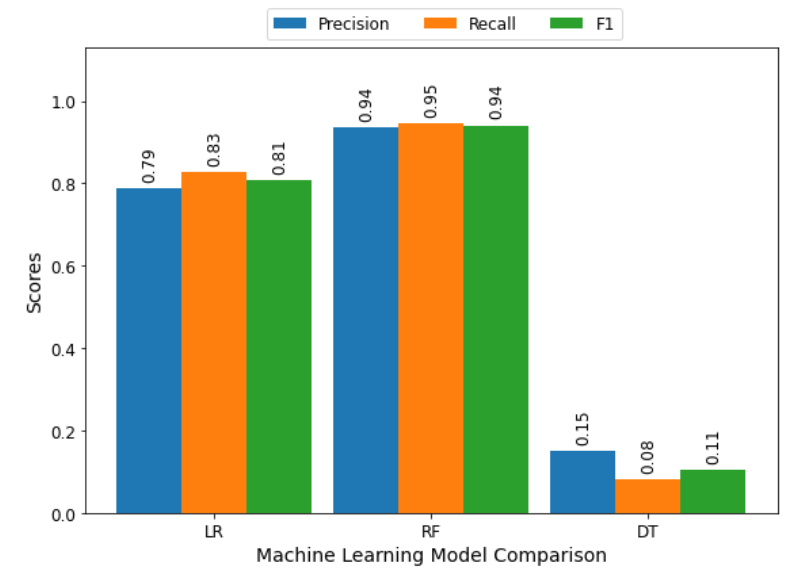 Precision Recall F1
1.0
0.8
0.6
0.4
0.2
0.0
Scores
0.79 0.83 0.81
0.94 0.95 0.94
0.15 0.08 0.11
LR RF DT
Machine Learning Model Comparison